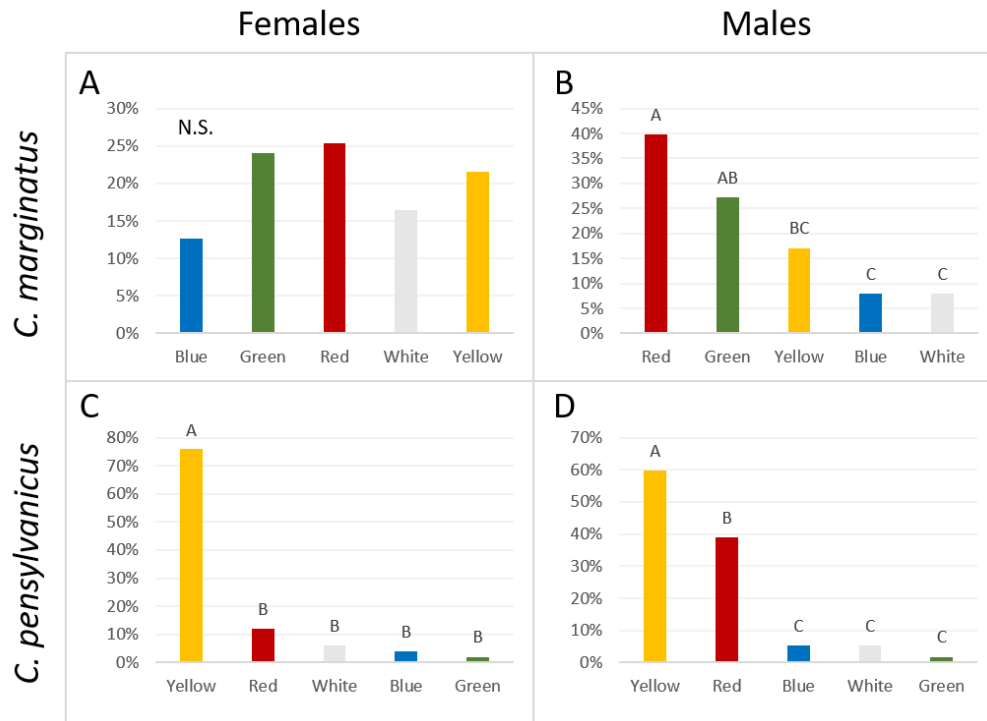 Females Males
C. marginatus
A
30%
25%
20%
15%
10%
5%
0%
N.S.
Blue Green Red White Yellow
B
45%
40%
35%
30%
25%
20%
15%
10%
5%
0%
A
AB
BC
C C
Red Green Yellow Blue White
C. pensylvanicus
C
80%
70%
60%
50%
40%
30%
20%
10%
0%
A
B
B
B
B
Yellow Red White Blue Green
D
70%
60%
50%
40%
30%
20%
10%
0%
A
B
C C C
Yellow Red Blue White Green